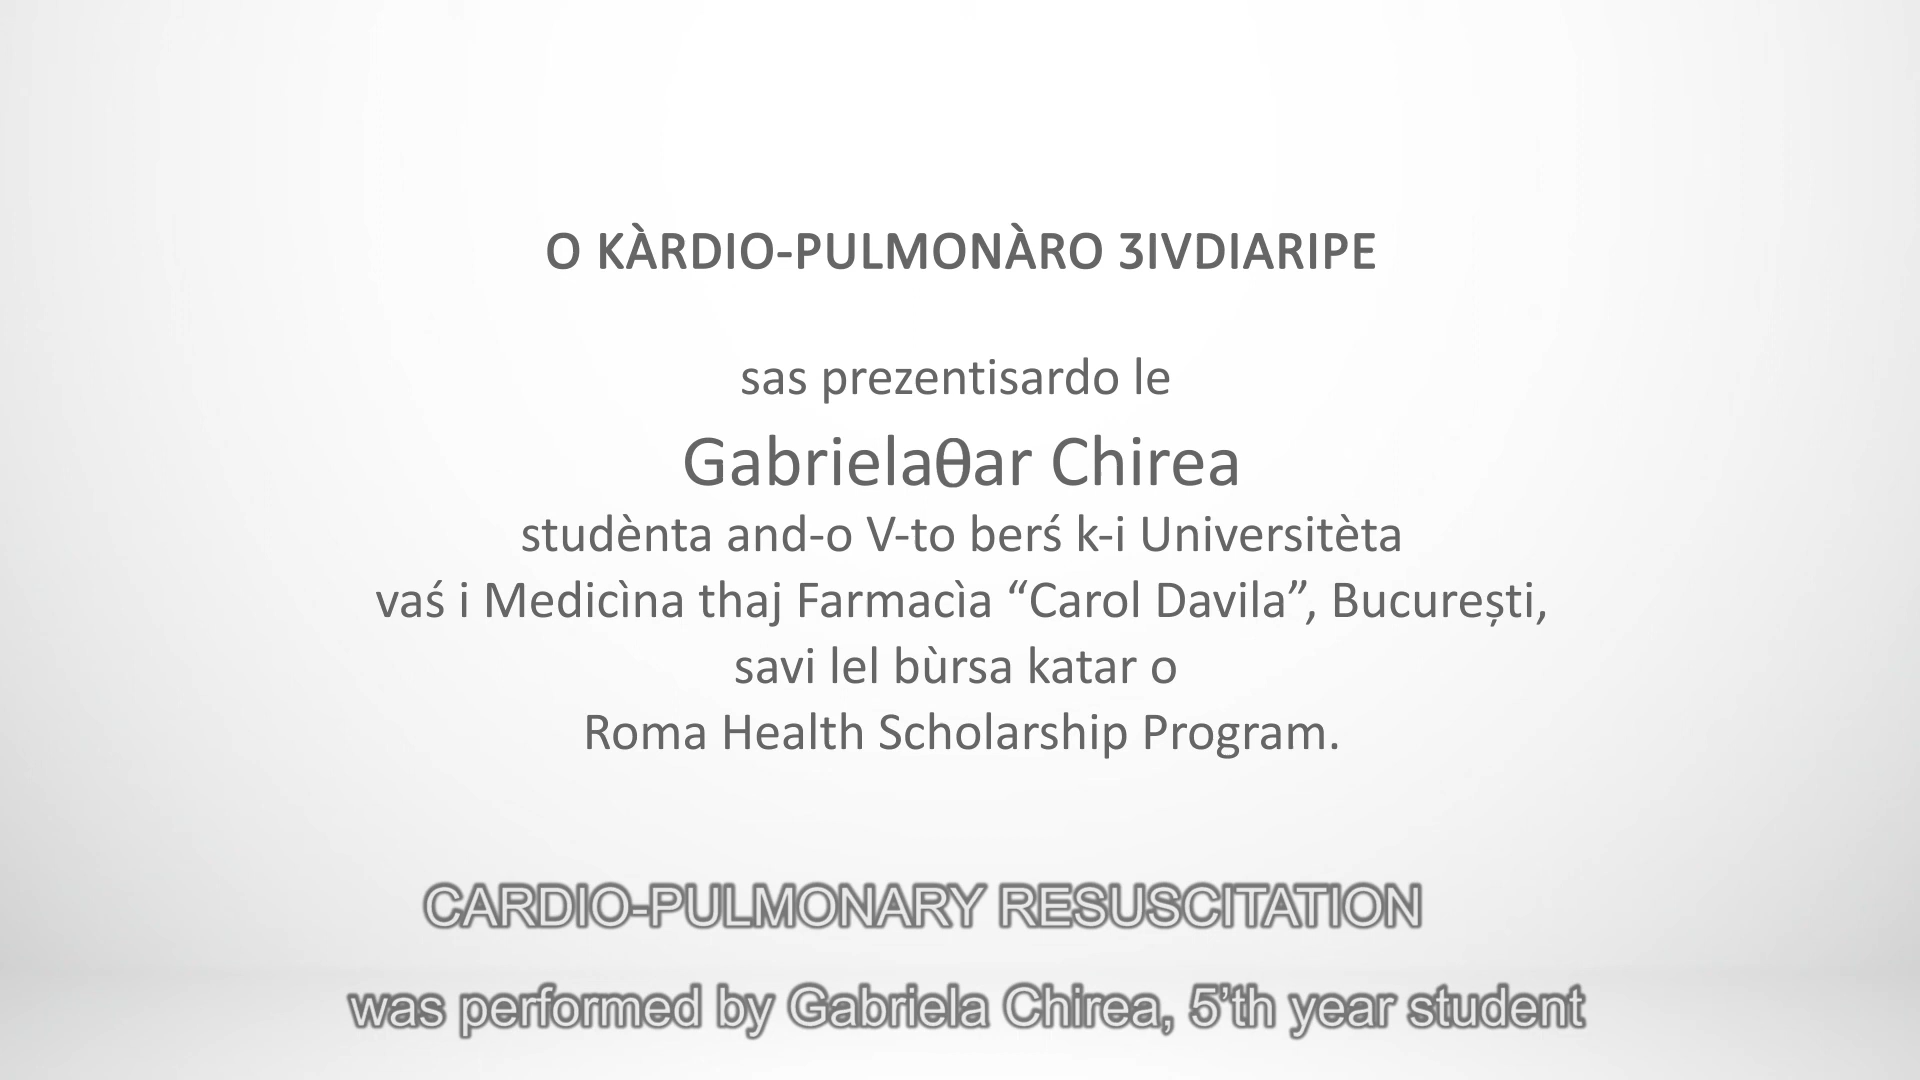 O KÀRDIO-PULMONÀRO 3IVDIARIPE
sas prezentisardo le
Gabrielaθar Chirea
studènta and-o V-to berś k-i Universitèta
vaś i Medicìna thaj Farmacìa “Carol Davila”, București,
savi lel bùrsa katar o
Roma Health Scholarship Program.
CARDIO-PULMONARY RESUSCITATION
was performed by Gabriela Chirea, 5’th year student